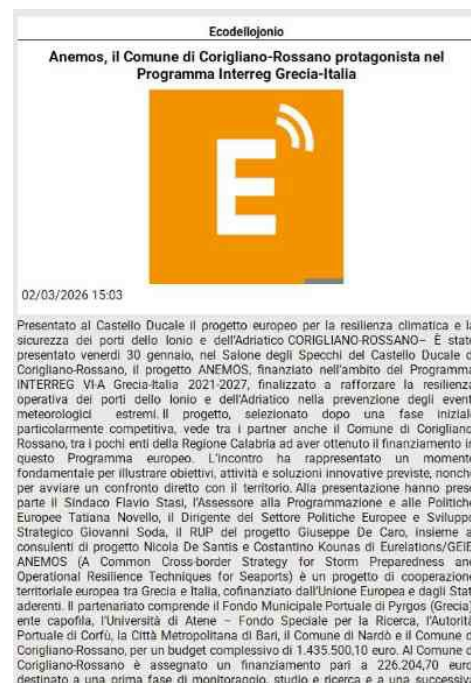 Ecodellojonio
Anemos, il Comune di Corigliano-Rossano protagonista nel
Programma Interreg Grecia-Italia
E
02/03/2026 15:03
Presentato al Castello Ducale il progetto europeo per la resilienza climatica e la
sicurezza dei porti dello Ionio e dell'Adriatico CORIGLIANO-ROSSANO– È stato
presentato venerdì 30 gennaio, nel Salone degli Specchi del Castello Ducale d
Corigliano-Rossano, il progetto ANEMOS, finanziato nell'ambito del Programma
INTERREG VI-A Grecia-Italia 2021-2027, finalizzato a rafforzare la resilienza
operativa dei porti dello Ionio e dell'Adriatico nella prevenzione degli event
meteorologici estremi. Il progetto, selezionato dopo una fase iniziale
particolarmente competitiva, vede tra i partner anche il Comune di Corigliano
Rossano, tra i pochi enti della Regione Calabria ad aver ottenuto il finanziamento in
questo Programma europeo. L'incontro ha rappresentato un momento
fondamentale per illustrare obiettivi, attività e soluzioni innovative previste, nonché
per avviare un confronto diretto con il territorio. Alla presentazione hanno preso
parte il Sindaco Flavio Stasi, l'Assessore alla Programmazione e alle Politiche
Europee Tatiana Novello, il Dirigente del Settore Politiche Europee e Sviluppo
Strategico Giovanni Soda, il RUP del progetto Giuseppe De Caro, insieme a
consulenti di progetto Nicola De Santis e Costantino Kounas di Eurelations/GEIE
ANEMOS (A Common Cross-border Strategy for Storm Preparedness and
Operational Resilience Techniques for Seaports) è un progetto di cooperazione
territoriale europea tra Grecia e Italia, cofinanziato dall'Unione Europea e dagli Stat
aderenti. Il partenariato comprende il Fondo Municipale Portuale di Pyrgos (Grecia)
ente capofila, l'Università di Atene – Fondo Speciale per la Ricerca, l'Autorità
Portuale di Corfù, la Città Metropolitana di Bari, il Comune di Nardò e il Comune d
Corigliano-Rossano, per un budget complessivo di 1.435.500,10 euro. Al Comune d
Corigliano-Rossano è assegnato un finanziamento pari a 226.204,70 euro
destinato a una prima fase di monitoraggio, studio e ricerca e a una successiva